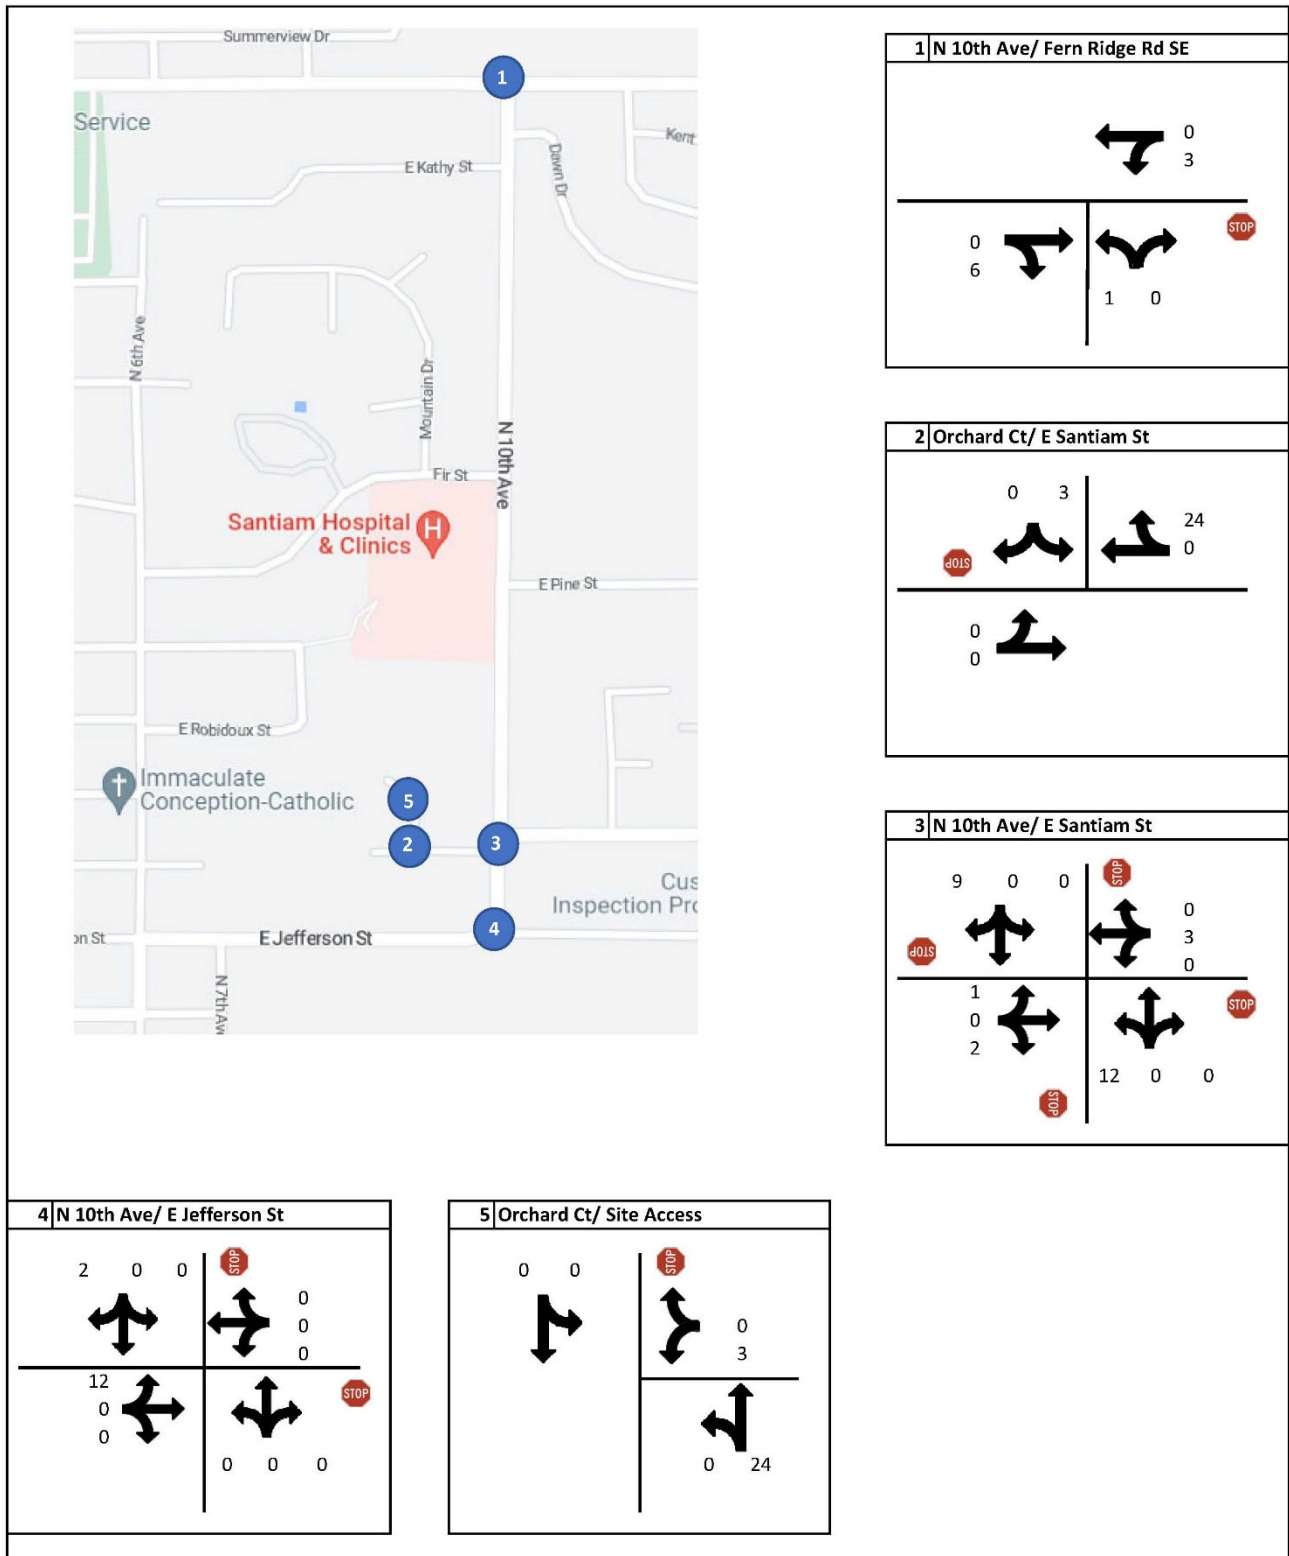 Summerview Dr
1
Service
Kent
Dawn Dr
E Kathy St
N 6th Ave
Mountain Dr
N 10th Ave
Fir St
Santiam Hospital
& Clinics
H
E Pine St
E Robidoux St
Immaculate
Conception-Catholic
5
2
3
Cus
Inspection Pro
4
on St
E Jefferson St
N 7th Av
1 N 10th Ave/ Fern Ridge Rd SE
0
3
STOP
0
6
1 0
2 Orchard Ct/ E Santiam St
0 3
24
0
STOP
0
0
3 N 10th Ave/ E Santiam St
STOP
9 0 0
0
3
0
STOP
1
0
2
STOP
12 0 0
STOP
4 N 10th Ave/ E Jefferson St
STOP
2 0 0
0
0
0
12
0
0
STOP
0 0 0
5 Orchard Ct/ Site Access
STOP
0 0
0
3
0 24